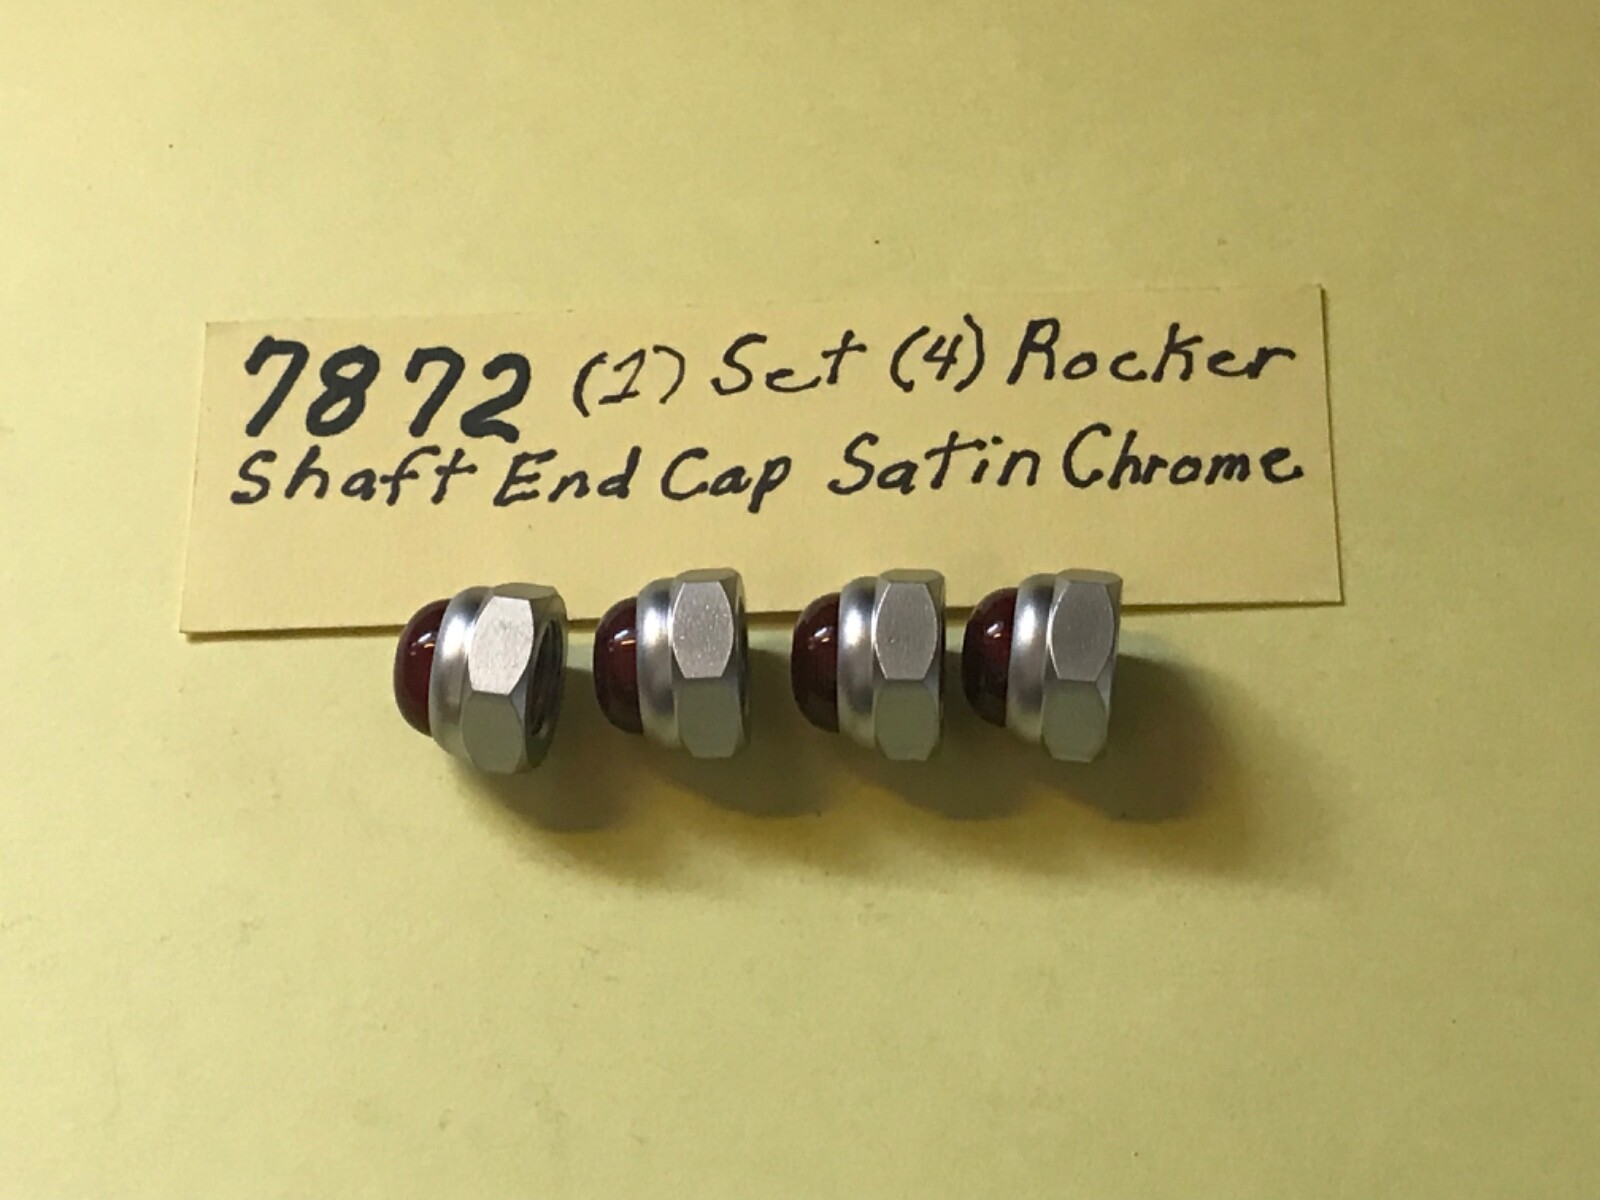 7872 (1) Set (4) Rocker
Shaft End Cap Satin Chrome